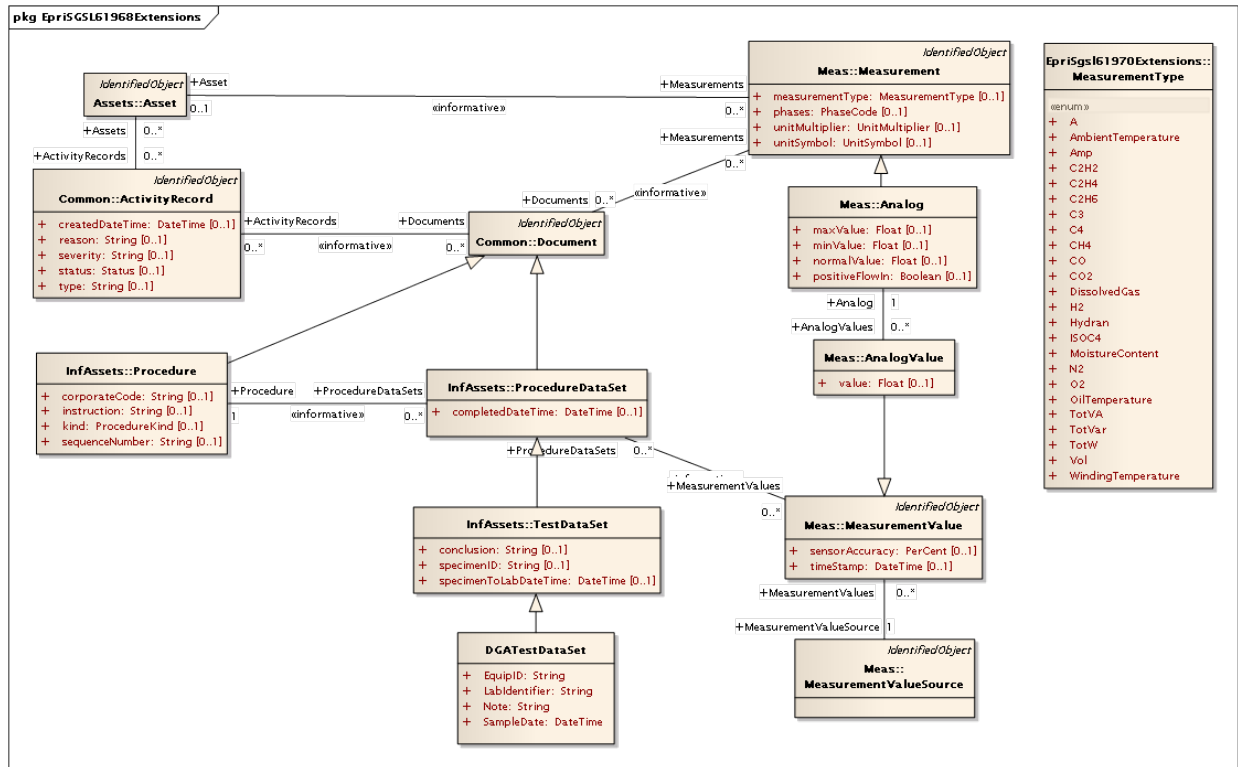 pkg EpriSGSL61968Extensions
IdentifiedObject
Assets::Asset
+Asset
0..1
«informative»
+Measurements
0..*
+Assets
0..*
+ActivityRecords
0..*
IdentifiedObject
Common::ActivityRecord
+ createdDateTime: DateTime [0..1]
+ reason: String [0..1]
+ severity: String [0..1]
+ status: Status [0..1]
+ type: String [0..1]
+ActivityRecords
0..*
«informative»
+Documents
0..*
IdentifiedObject
Common::Document
+Documents
0..*
«informative»
+Measurements
0..*
IdentifiedObject
Meas::Measurement
+ measurementType: MeasurementType [0..1]
+ phases: PhaseCode [0..1]
+ unitMultiplier: UnitMultiplier [0..1]
+ unitSymbol: UnitSymbol [0..1]
Meas::Analog
+ maxValue: Float [0..1]
+ minValue: Float [0..1]
+ normalValue: Float [0..1]
+ positiveFlowIn: Boolean [0..1]
+Analog
1
+AnalogValues
0..*
Meas::AnalogValue
+ value: Float [0..1]
InfAssets::Procedure
+ corporateCode: String [0..1]
+ instruction: String [0..1]
+ kind: ProcedureKind [0..1]
+ sequenceNumber: String [0..1]
+Procedure
1
«informative»
+ProcedureDataSets
0..*
InfAssets::ProcedureDataSet
+ completedDateTime: DateTime [0..1]
+ProcedureDataSets
0..*
+MeasurementValues
0..*
InfAssets::TestDataSet
+ conclusion: String [0..1]
+ specimenID: String [0..1]
+ specimenToLabDateTime: DateTime [0..1]
DGATestDataSet
+ EquipID: String
+ LabIdentifier: String
+ Note: String
+ SampleDate: DateTime
IdentifiedObject
Meas::MeasurementValue
+ sensorAccuracy: PerCent [0..1]
+ timeStamp: DateTime [0..1]
+MeasurementValues
0..*
+MeasurementValueSource
1
IdentifiedObject
Meas::
MeasurementValueSource
EpriSgsl61970Extensions::
MeasurementType
«enum»
+ A
+ AmbientTemperature
+ Amp
+ C2H2
+ C2H4
+ C2H6
+ C3
+ C4
+ CH4
+ CO
+ CO2
+ DissolvedGas
+ H2
+ Hydran
+ ISOC4
+ MoistureContent
+ N2
+ O2
+ OilTemperature
+ TotVA
+ TotVar
+ TotW
+ Vol
+ WindingTemperature